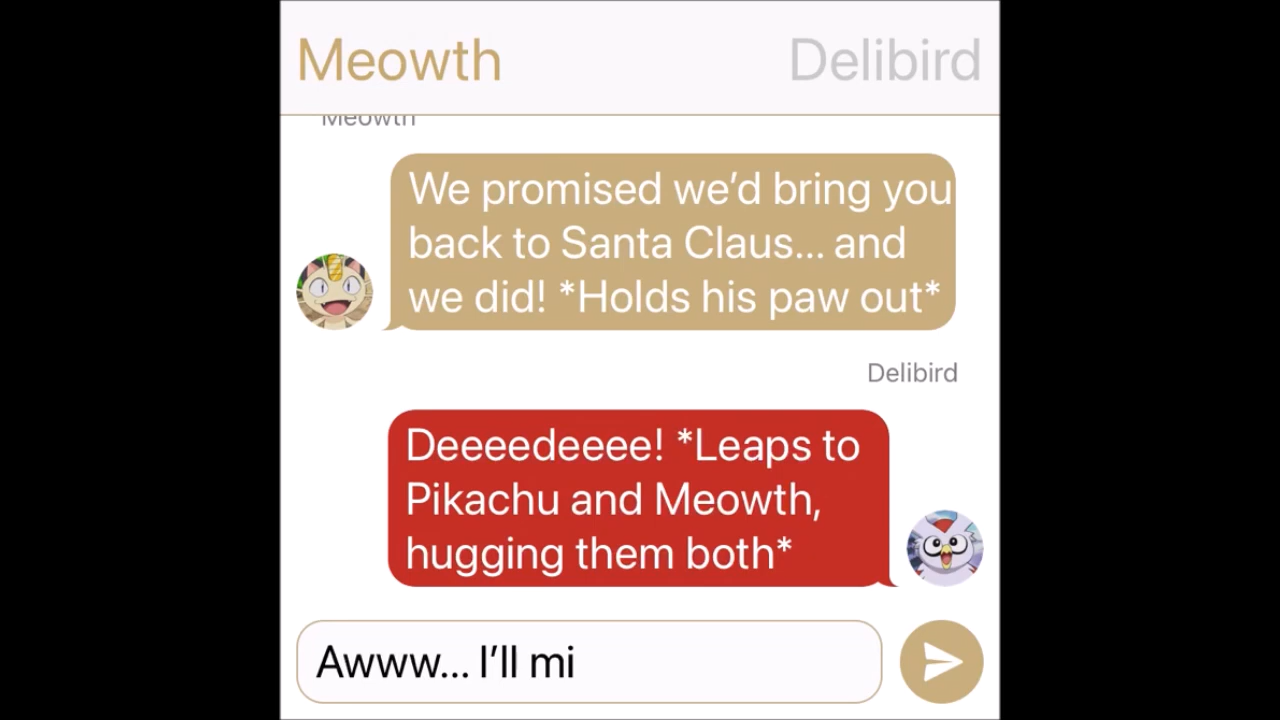 Meowth Delibird
Meowth
We promised we’d bring you
back to Santa Claus... and
we did! *Holds his paw out*
Delibird
Deeeedeeee! *Leaps to
Pikachu and Meowth,
hugging them both*
Awww... I’ll mi